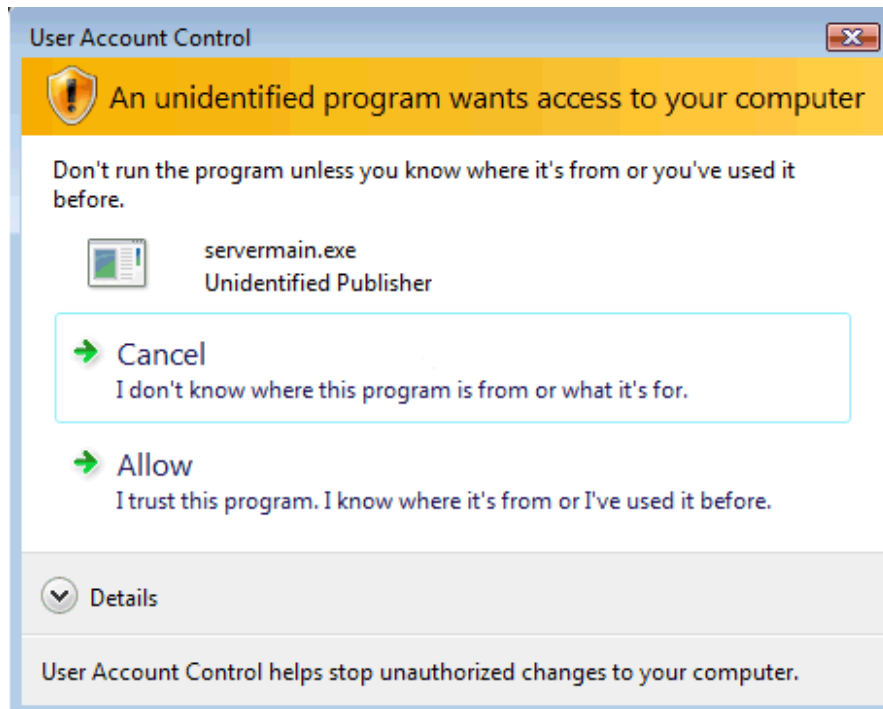 User Account Control
An unidentified program wants access to your computer
Don't run the program unless you know where it's from or you've used it
before.
servermain.exe
Unidentified Publisher
Cancel
I don't know where this program is from or what it's for.
Allow
I trust this program. I know where it's from or I've used it before.
Details
User Account Control helps stop unauthorized changes to your computer.